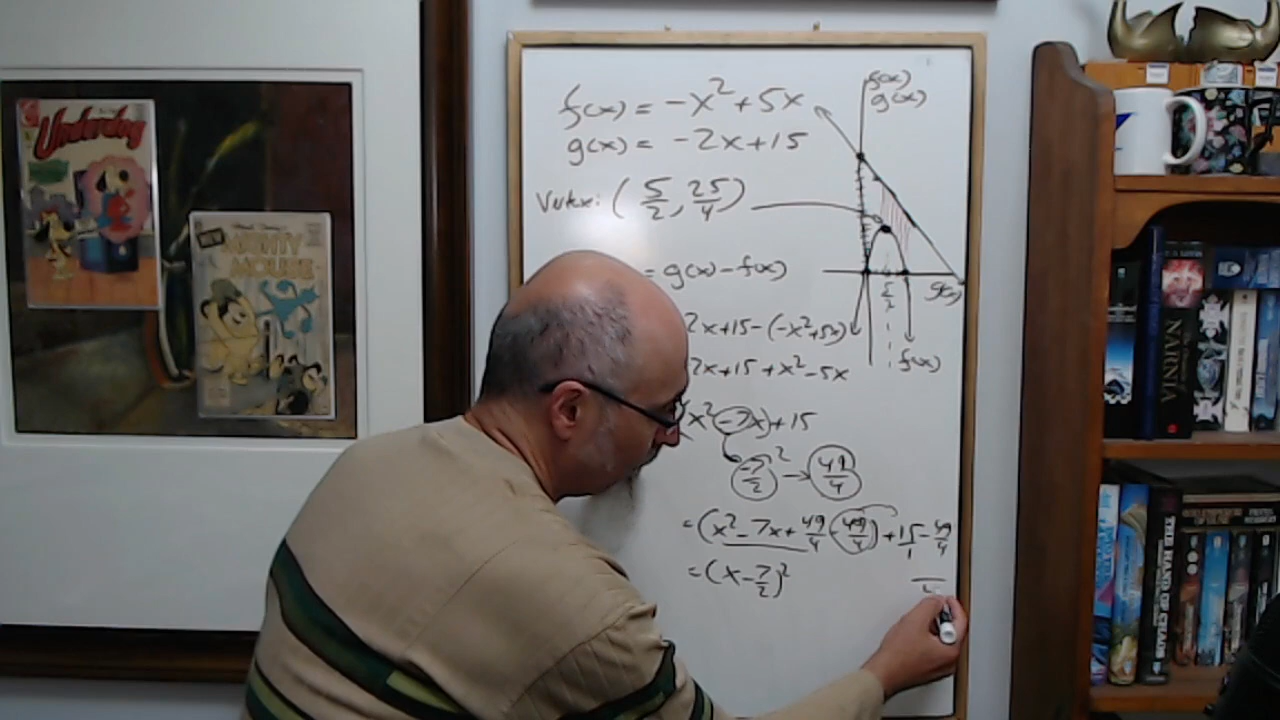 f(x) = -x² + 5x
g(x) = -2x + 15
Vertex: (5/2, 25/4)
= g(x) - f(x)
2x + 15 - (-x² + 5x)
2x + 15 + x² - 5x
(x² - 7x) + 15
-7/2 ² → 49/4
= (x² - 7x + 49/4 - 49/4) + 15/1 - 49/4
= (x - 7/2)²
f(x)
g(x)
5/2
g(x)
f(x)
Underdog
MIGHTY
MOUSE
NARNIA
THE HAND OF CHAOS